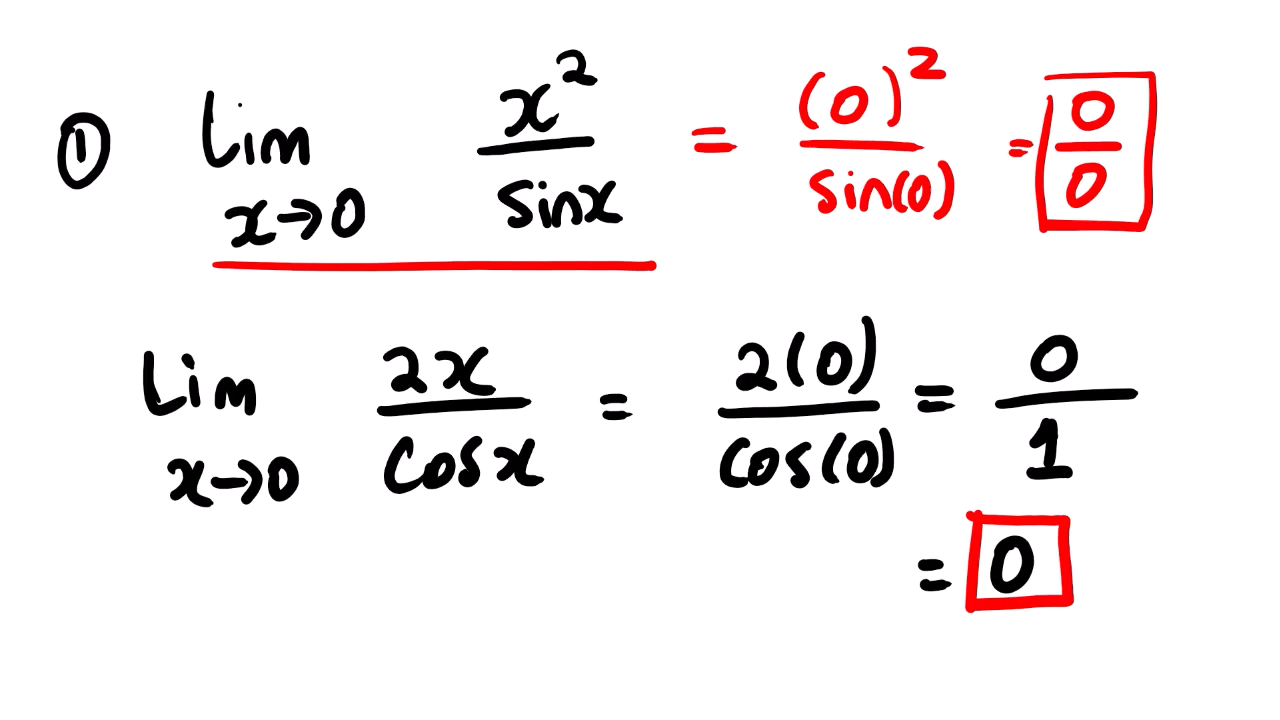 ① Lim x→0 x²/sinx = (0)²/sin(0) = 0/0
Lim x→0 2x/cosx = 2(0)/cos(0) = 0/1
= 0